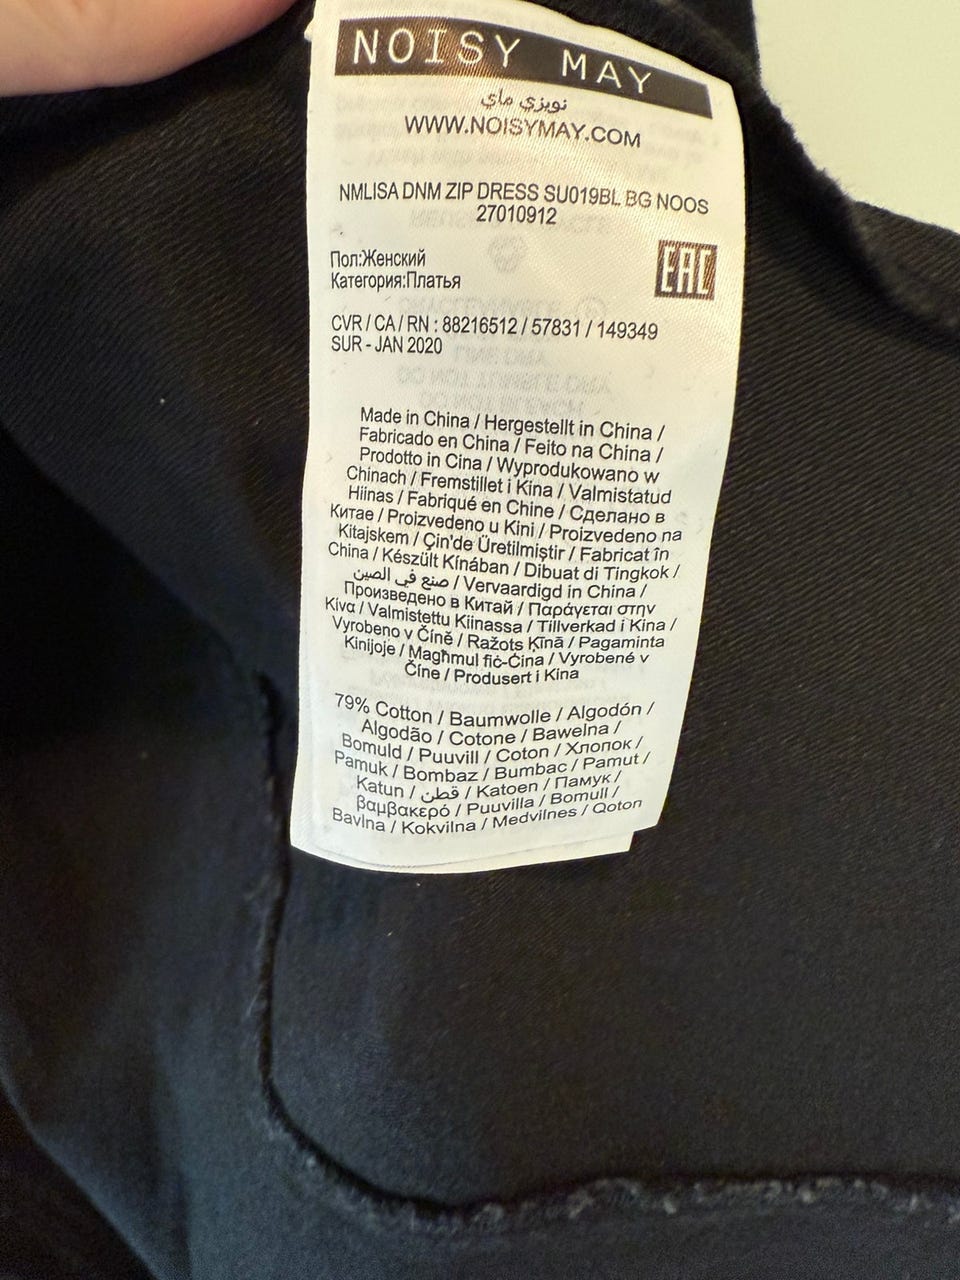 NOISY MAY
نويزي ماي
WWW.NOISYMAY.COM
NMLISA DNM ZIP DRESS SU019BL BG NOOS
27010912
Пол:Женский
Категория:Платья
EAC
CVR / CA / RN : 88216512 / 57831 / 149349
SUR - JAN 2020
Made in China / Hergestellt in China /
Fabricado en China / Feito na China /
Prodotto in Cina / Wyprodukowano w
Chinach / Fremstillet i Kina / Valmistatud
Hiinas / Fabriqué en Chine / Сделано в
Китае / Proizvedeno u Kini / Proizvedeno na
Kitajskem / Çin'de Üretilmiştir / Fabricat în
China / Készült Kínában / Dibuat di Tingkok /
صنع في الصين / Vervaardigd in China /
Произведено в Китай / Παράγεται στην
Κίνα / Valmistettu Kiinassa / Tillverkad i Kina /
Vyrobeno v Číně / Ražots Ķīnā / Pagaminta
Kinijoje / Magħmul fiċ-Ċina / Vyrobené v
Číne / Produsert i Kina
79% Cotton / Baumwolle / Algodón /
Algodão / Cotone / Bawełna /
Bomuld / Puuvill / Coton / Хлопок /
Pamuk / Bombaž / Bumbac / Pamut /
Katun / قطن / Katoen / Памук /
βαμβακερό / Puuvilla / Bomull /
Bavlna / Kokvilna / Medvilnės / Qoton